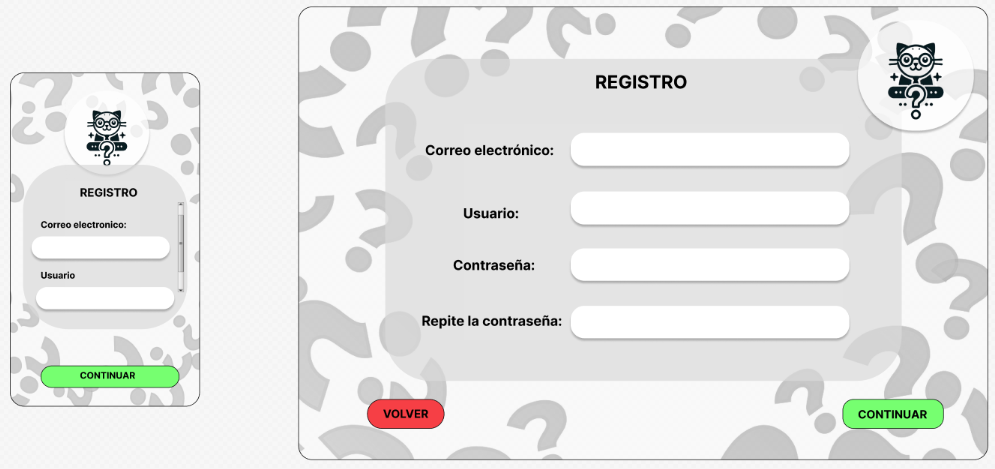 REGISTRO
Correo electronico:
Usuario
CONTINUAR
REGISTRO
Correo electrónico:
Usuario:
Contraseña:
Repite la contraseña:
VOLVER
CONTINUAR